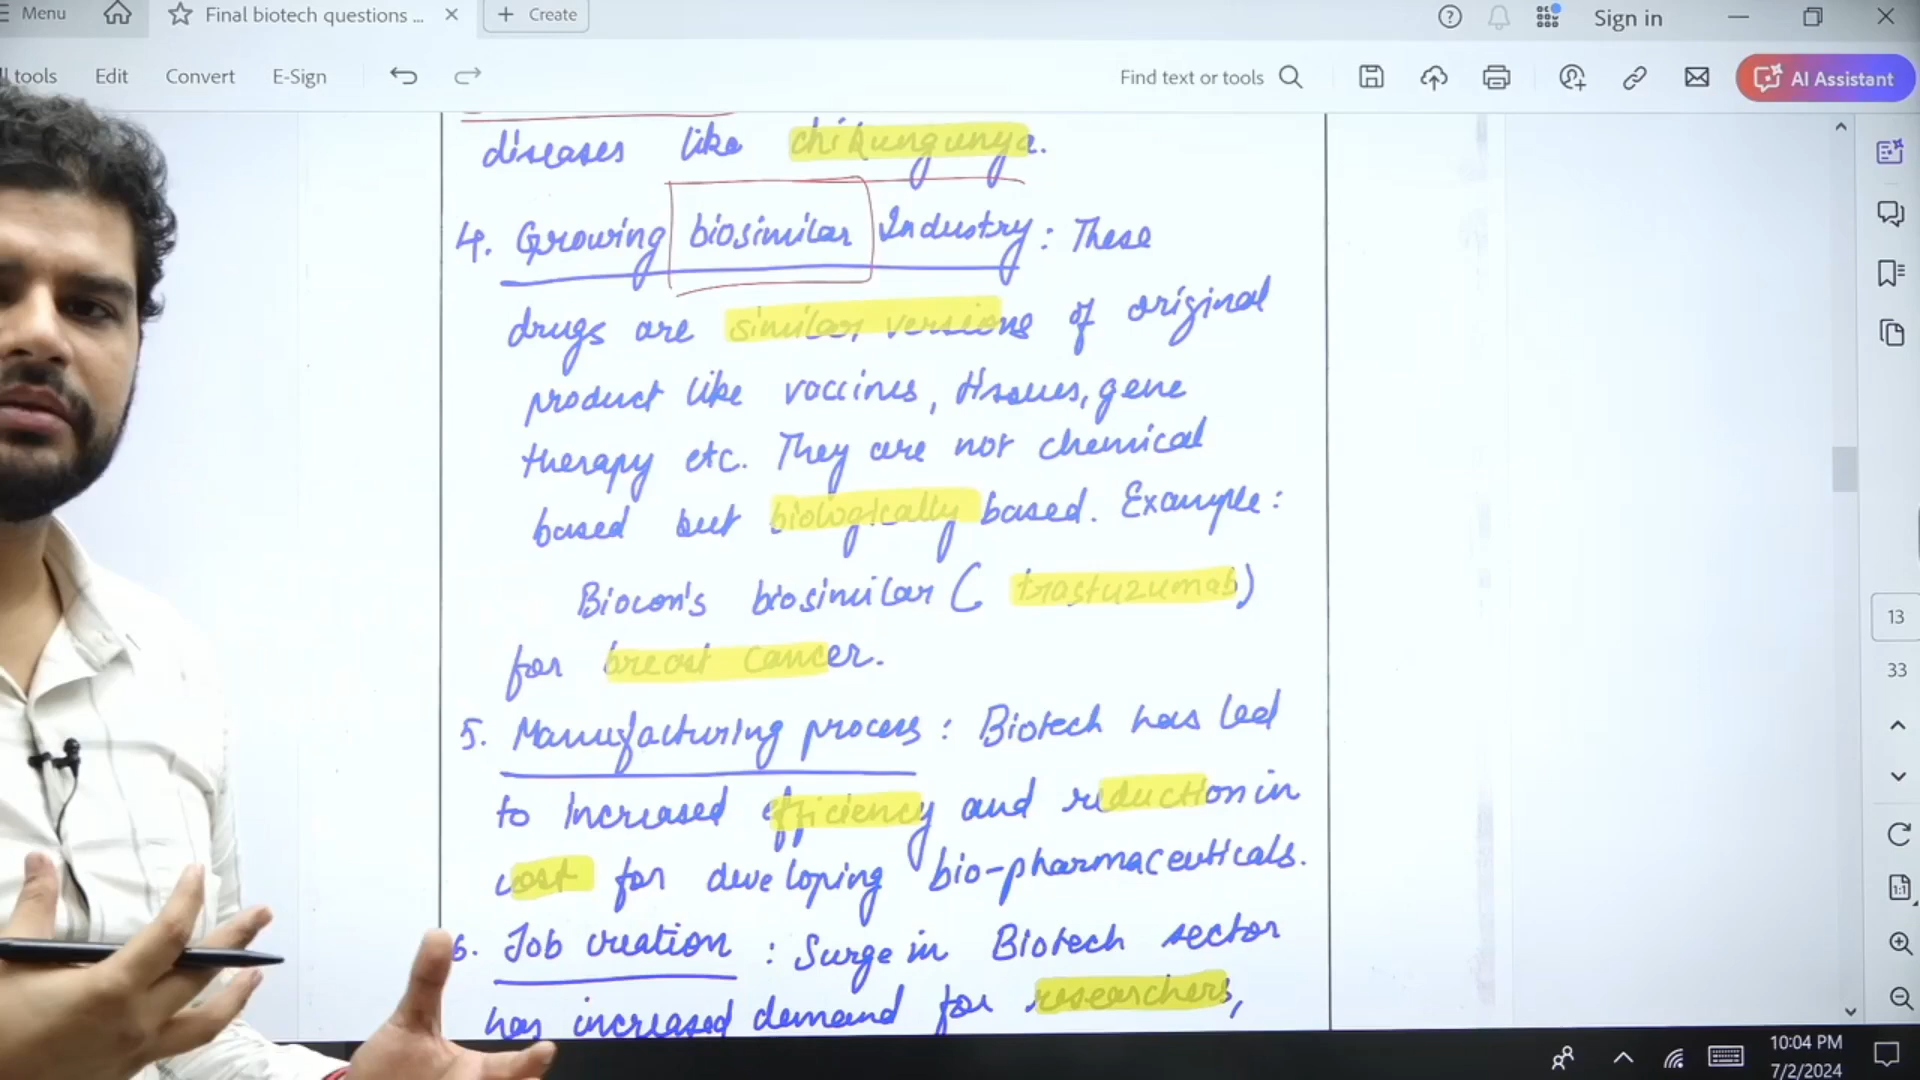 Menu
Final biotech questions ...
Create
Sign in
tools
Edit
Convert
E-Sign
Find text or tools
AI Assistant
diseases like chikungunya.
4. Growing biosimilar Industry : These
drugs are similar versions of original
product like vaccines, tissues, gene
therapy etc. They are not chemical
based but biologically based. Example :
Biocon's biosimilar ( trastuzumab )
for breast cancer.
5. Manufacturing process : Biotech has led
to Increased efficiency and reduction in
cost for developing bio-pharmaceuticals.
6. Job creation : Surge in Biotech sector
has increased demand for researchers,
13
33
1:1
10:04 PM
7/2/2024